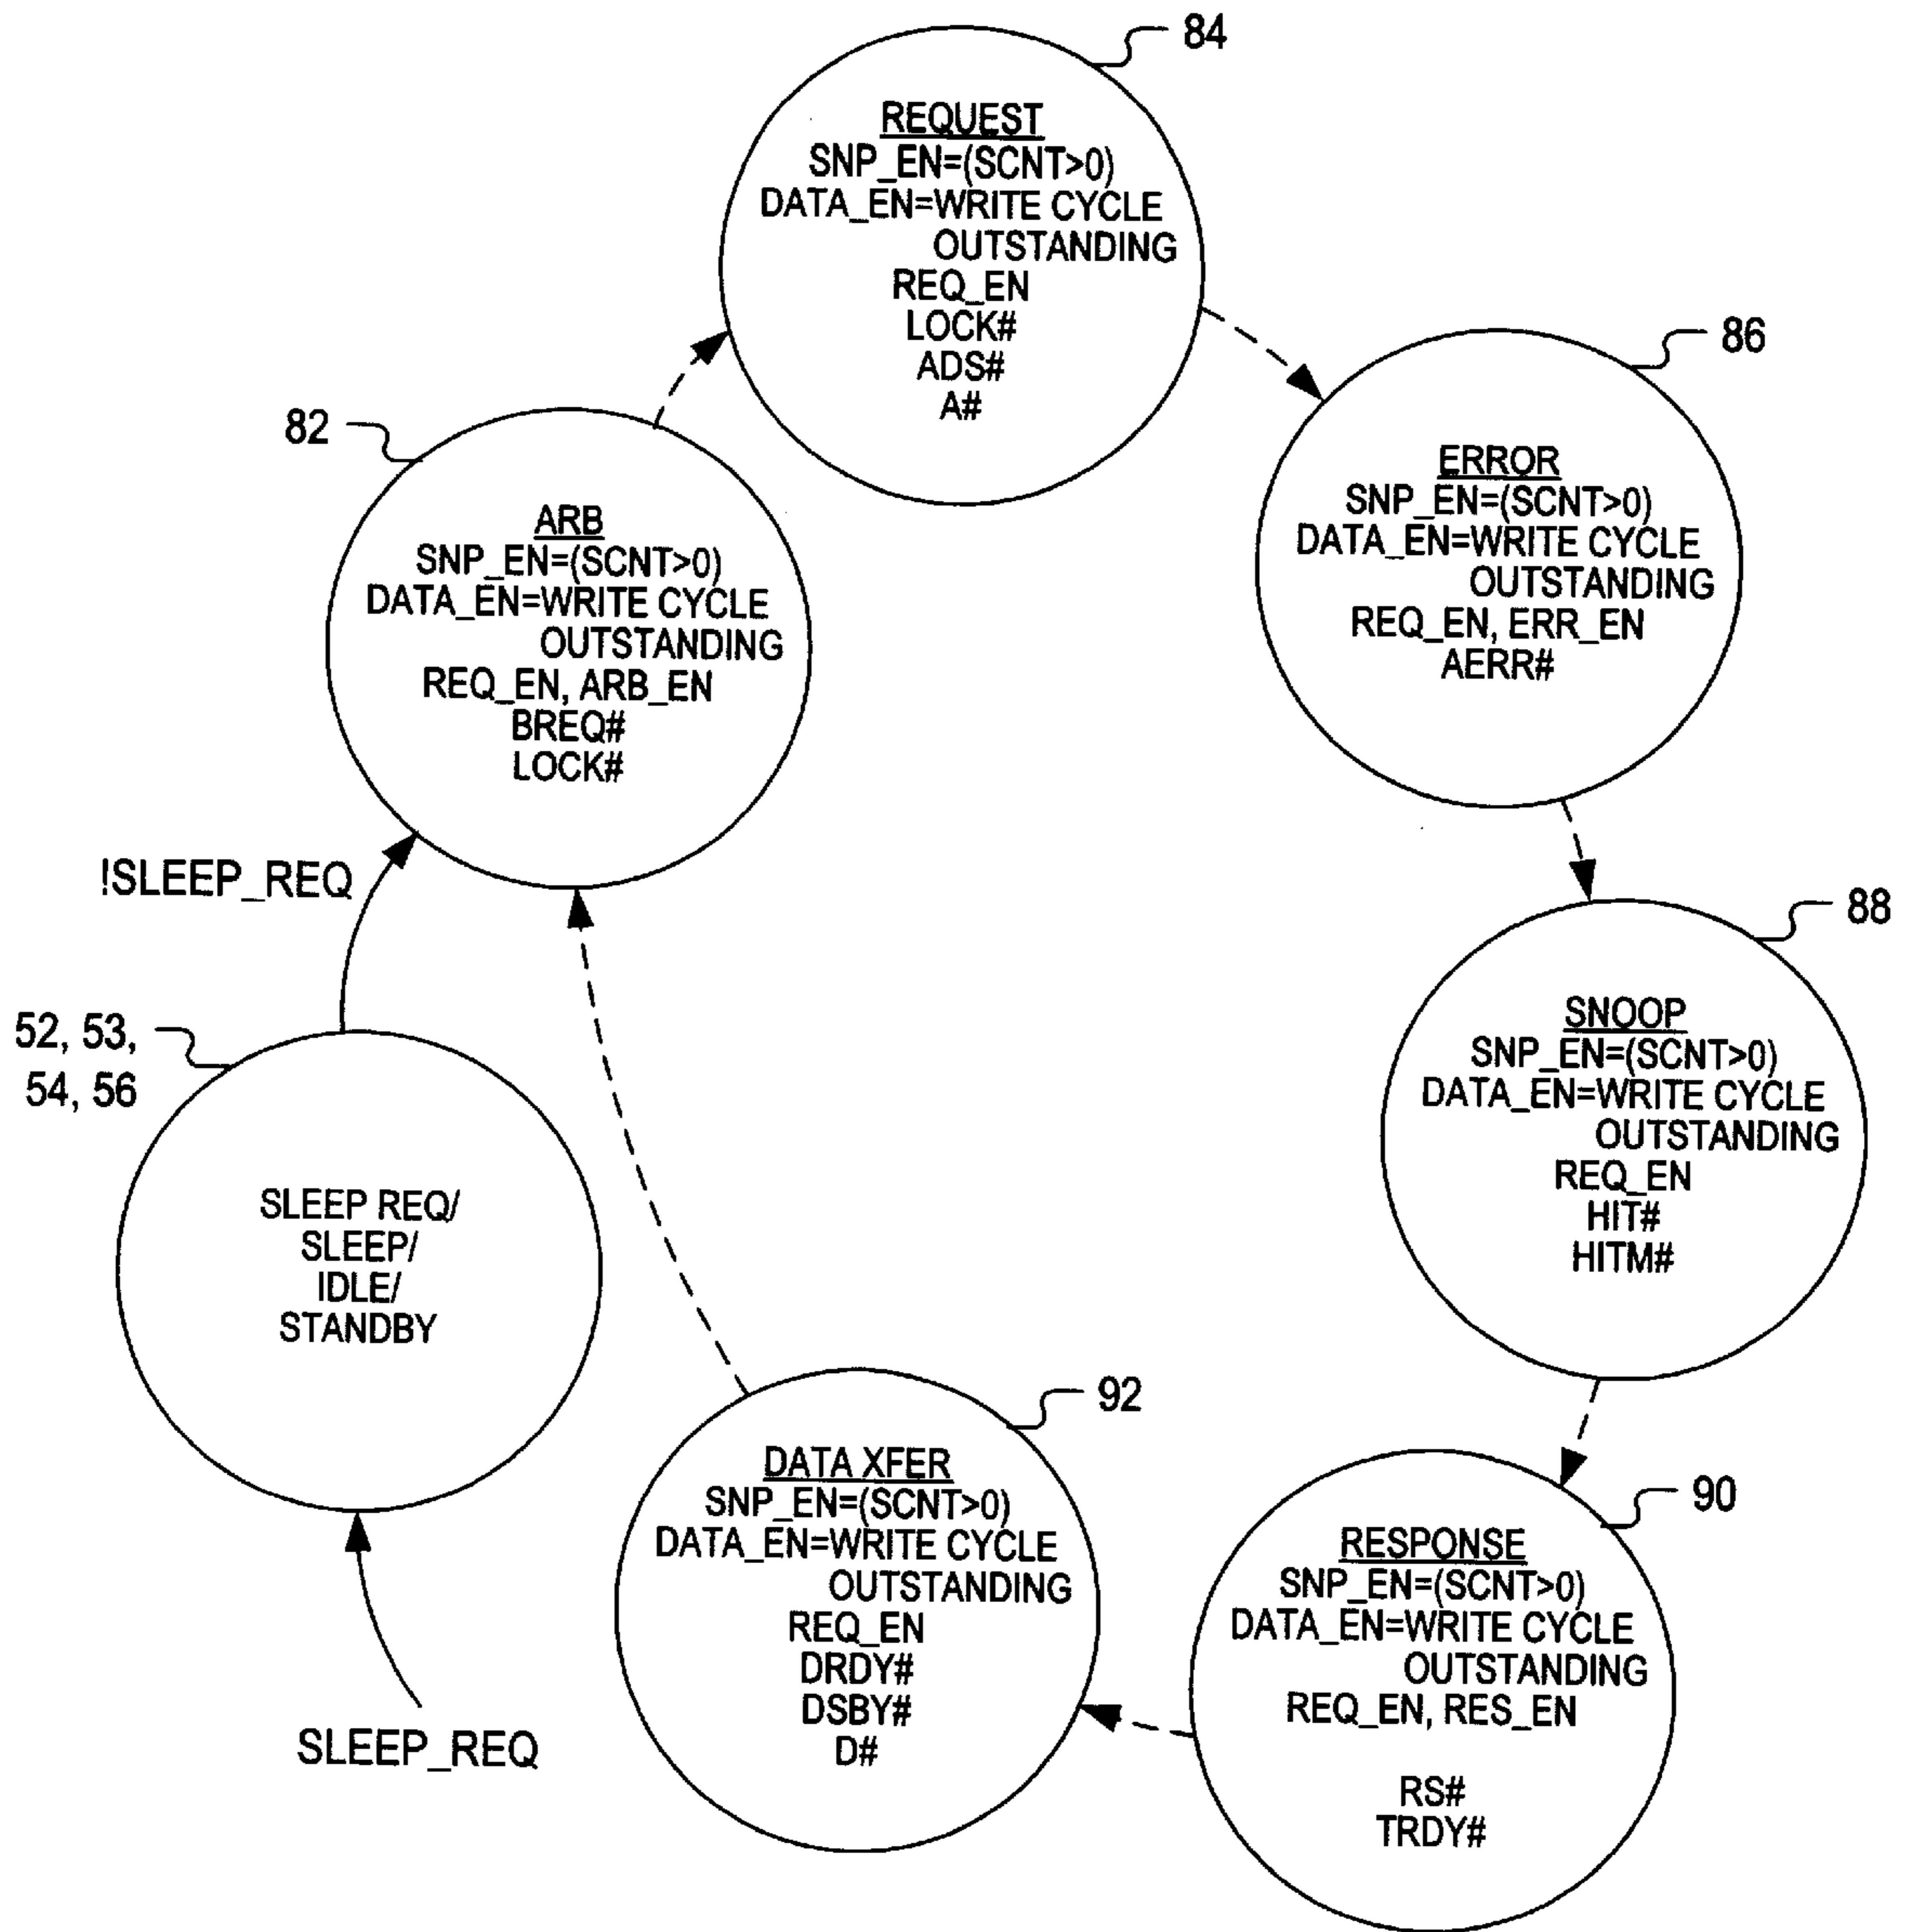 84
REQUEST
SNP_EN=(SCNT>0)
DATA_EN=WRITE CYCLE
OUTSTANDING
REQ_EN
LOCK#
ADS#
A#
86
ERROR
SNP_EN=(SCNT>0)
DATA_EN=WRITE CYCLE
OUTSTANDING
REQ_EN, ERR_EN
AERR#
82
ARB
SNP_EN=(SCNT>0)
DATA_EN=WRITE CYCLE
OUTSTANDING
REQ_EN, ARB_EN
BREQ#
LOCK#
!SLEEP_REQ
88
SNOOP
SNP_EN=(SCNT>0)
DATA_EN=WRITE CYCLE
OUTSTANDING
REQ_EN
HIT#
HITM#
52, 53,
54, 56
SLEEP REQ/
SLEEP/
IDLE/
STANDBY
92
DATA XFER
SNP_EN=(SCNT>0)
DATA_EN=WRITE CYCLE
OUTSTANDING
REQ_EN
DRDY#
DSBY#
D#
90
RESPONSE
SNP_EN=(SCNT>0)
DATA_EN=WRITE CYCLE
OUTSTANDING
REQ_EN, RES_EN
RS#
TRDY#
SLEEP_REQ